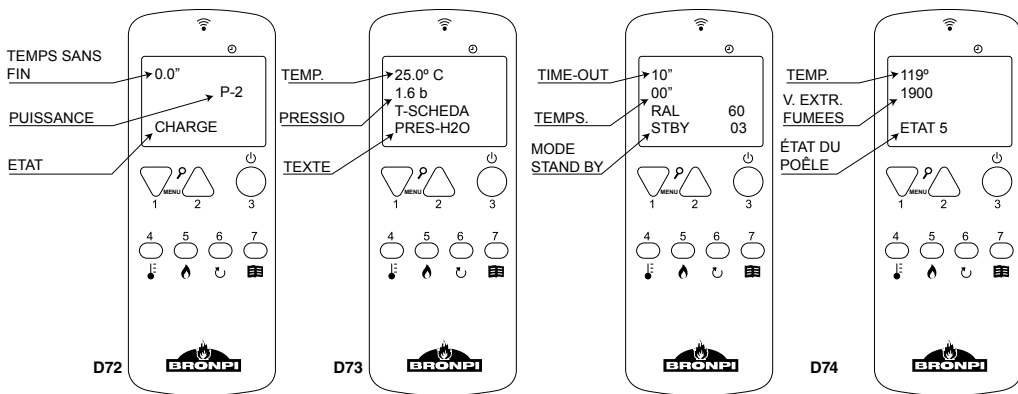 TEMPS SANS
FIN
PUISSANCE
ETAT
0.0”
P-2
CHARGE
MENU
1
2
3
4
5
6
7
BRONPI
D72
TEMP.
PRESSIO
TEXTE
25.0º C
1.6 b
T-SCHEDA
PRES-H2O
MENU
1
2
3
4
5
6
7
BRONPI
D73
TIME-OUT
TEMPS.
MODE
STAND BY
10”
00”
RAL 60
STBY 03
MENU
1
2
3
4
5
6
7
BRONPI
TEMP.
V. EXTR.
FUMEES
ÉTAT DU
POÊLE
119º
1900
ETAT 5
MENU
1
2
3
4
5
6
7
BRONPI
D74